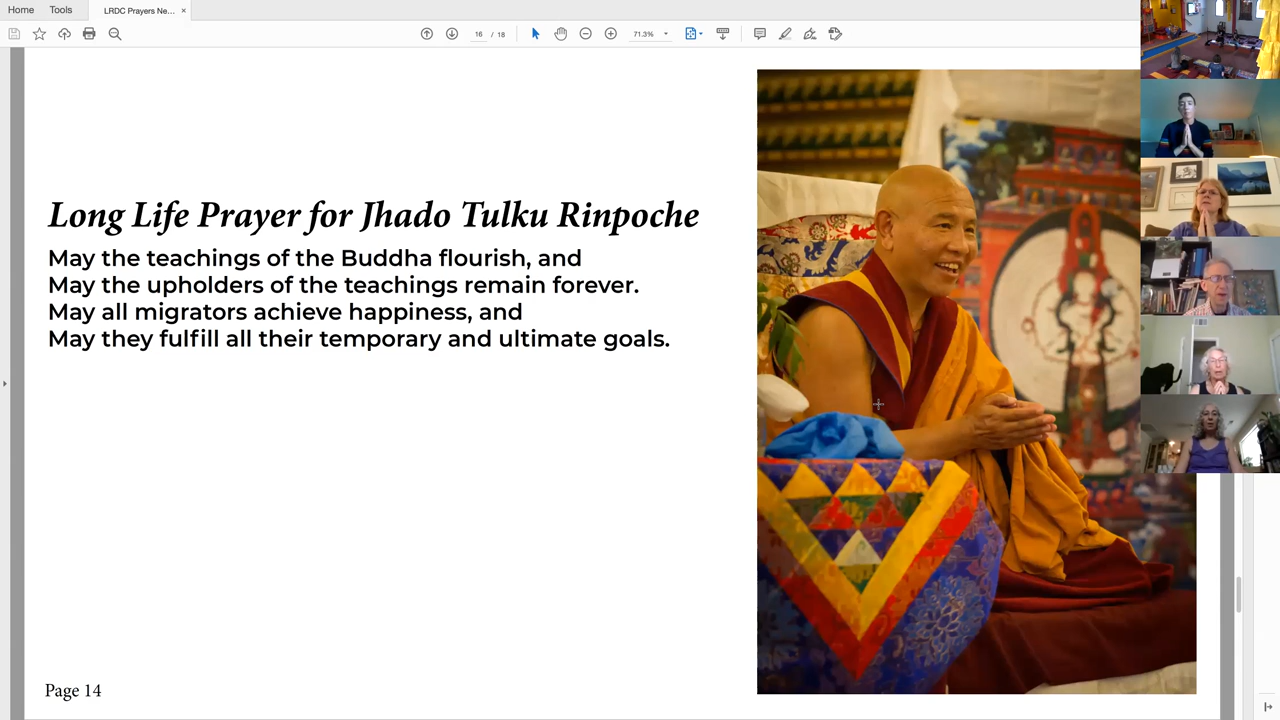 Home
Tools
LRDC Prayers Ne...
×
16 / 18
71.3%
Long Life Prayer for Jhado Tulku Rinpoche
May the teachings of the Buddha flourish, and
May the upholders of the teachings remain forever.
May all migrators achieve happiness, and
May they fulfill all their temporary and ultimate goals.
Page 14